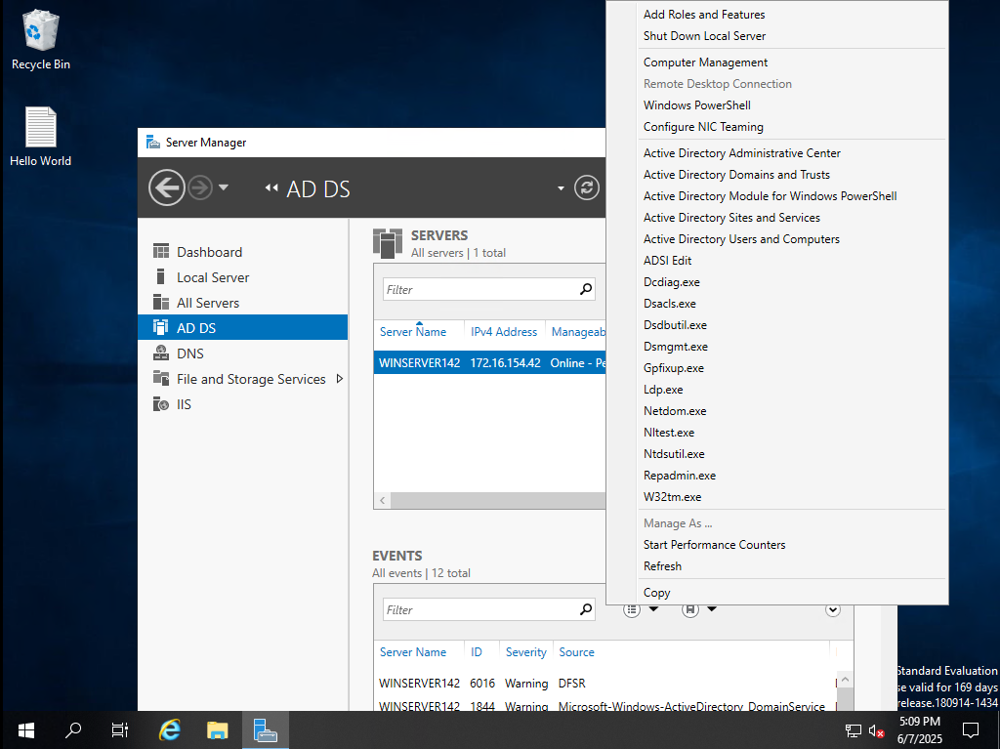 Recycle Bin
Hello World
Server Manager
AD DS
Dashboard
Local Server
All Servers
AD DS
DNS
File and Storage Services
IIS
SERVERS
All servers | 1 total
Filter
Server Name IPv4 Address Manageab
WINSERVER142 172.16.154.42 Online - Pe
EVENTS
All events | 12 total
Filter
Server Name ID Severity Source
WINSERVER142 6016 Warning DFSR
WINSERVER142 1844 Warning Microsoft-Windows-ActiveDirectory_DomainService
Add Roles and Features
Shut Down Local Server
Computer Management
Remote Desktop Connection
Windows PowerShell
Configure NIC Teaming
Active Directory Administrative Center
Active Directory Domains and Trusts
Active Directory Module for Windows PowerShell
Active Directory Sites and Services
Active Directory Users and Computers
ADSI Edit
Dcdiag.exe
Dsacls.exe
Dsdbutil.exe
Dsmgmt.exe
Gpfixup.exe
Ldp.exe
Netdom.exe
Nltest.exe
Ntdsutil.exe
Repadmin.exe
W32tm.exe
Manage As ...
Start Performance Counters
Refresh
Copy
Standard Evaluation
se valid for 169 days
release.180914-1434
5:09 PM
6/7/2025